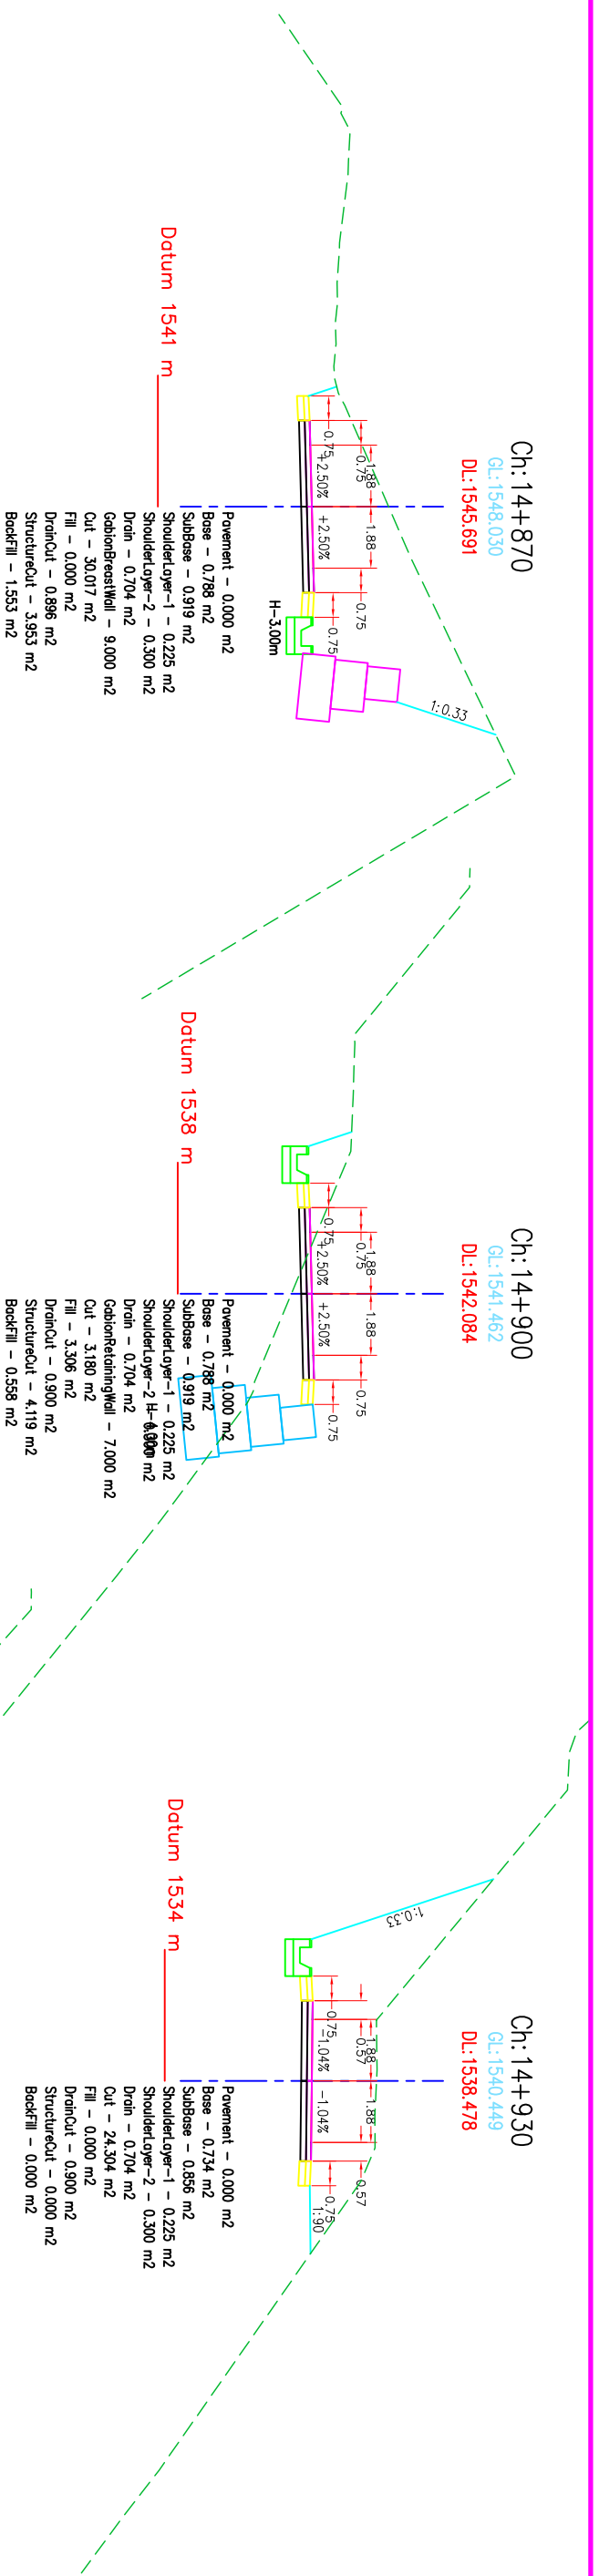 Ch:14+870
GL:1548.030
DL:1545.691
1.88
1.88
0.75
0.75
0.75
0.75
+2.50%
+2.50%
1:0.33
H-3.00m
Datum 1541 m
Pavement - 0.000 m2
Base - 0.788 m2
SubBase - 0.919 m2
ShoulderLayer-1 - 0.225 m2
ShoulderLayer-2 - 0.300 m2
Drain - 0.704 m2
GabionBreastWall - 9.000 m2
Cut - 30.017 m2
Fill - 0.000 m2
DrainCut - 0.896 m2
StructureCut - 3.953 m2
BackFill - 1.553 m2
Ch:14+900
GL:1541.462
DL:1542.084
1.88
1.88
0.75
0.75
0.75
0.75
+2.50%
+2.50%
Datum 1538 m
Pavement - 0.000 m2
Base - 0.788 m2
SubBase - 0.919 m2
ShoulderLayer-1 - 0.225 m2
ShoulderLayer-2 m2
Drain - 0.704 m2
GabionRetainingWall - 7.000 m2
Cut - 3.180 m2
Fill - 3.306 m2
DrainCut - 0.900 m2
StructureCut - 4.119 m2
BackFill - 0.558 m2
Ch:14+930
GL:1540.449
DL:1538.478
1.88
1.88
0.57
0.57
0.75
0.75
-1.04%
-1.04%
1:0.33
1:90
Datum 1534 m
Pavement - 0.000 m2
Base - 0.734 m2
SubBase - 0.856 m2
ShoulderLayer-1 - 0.225 m2
ShoulderLayer-2 - 0.300 m2
Drain - 0.704 m2
Cut - 24.304 m2
Fill - 0.000 m2
DrainCut - 0.900 m2
StructureCut - 0.000 m2
BackFill - 0.000 m2